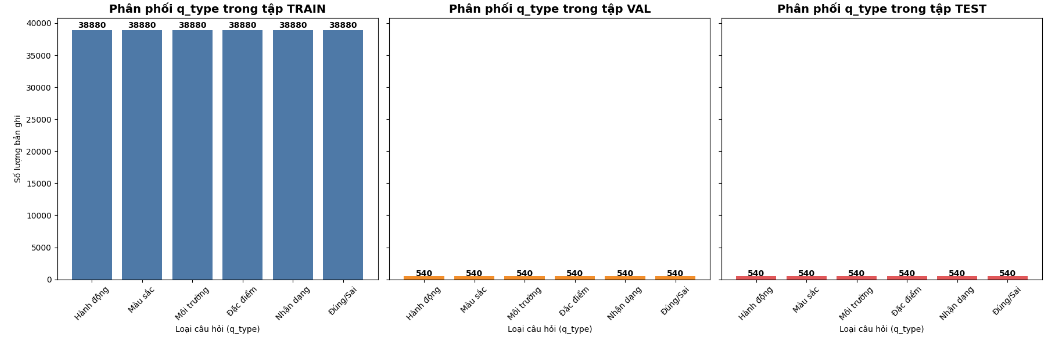 Phân phối q_type trong tập TRAIN
Số lượng bản ghi
40000
35000
30000
25000
20000
15000
10000
5000
0
38880 38880 38880 38880 38880 38880
Hành động Màu sắc Môi trường Đặc điểm Nhận dạng Đúng/Sai
Loại câu hỏi (q_type)
Phân phối q_type trong tập VAL
540 540 540 540 540 540
Hành động Màu sắc Môi trường Đặc điểm Nhận dạng Đúng/Sai
Loại câu hỏi (q_type)
Phân phối q_type trong tập TEST
540 540 540 540 540 540
Hành động Màu sắc Môi trường Đặc điểm Nhận dạng Đúng/Sai
Loại câu hỏi (q_type)